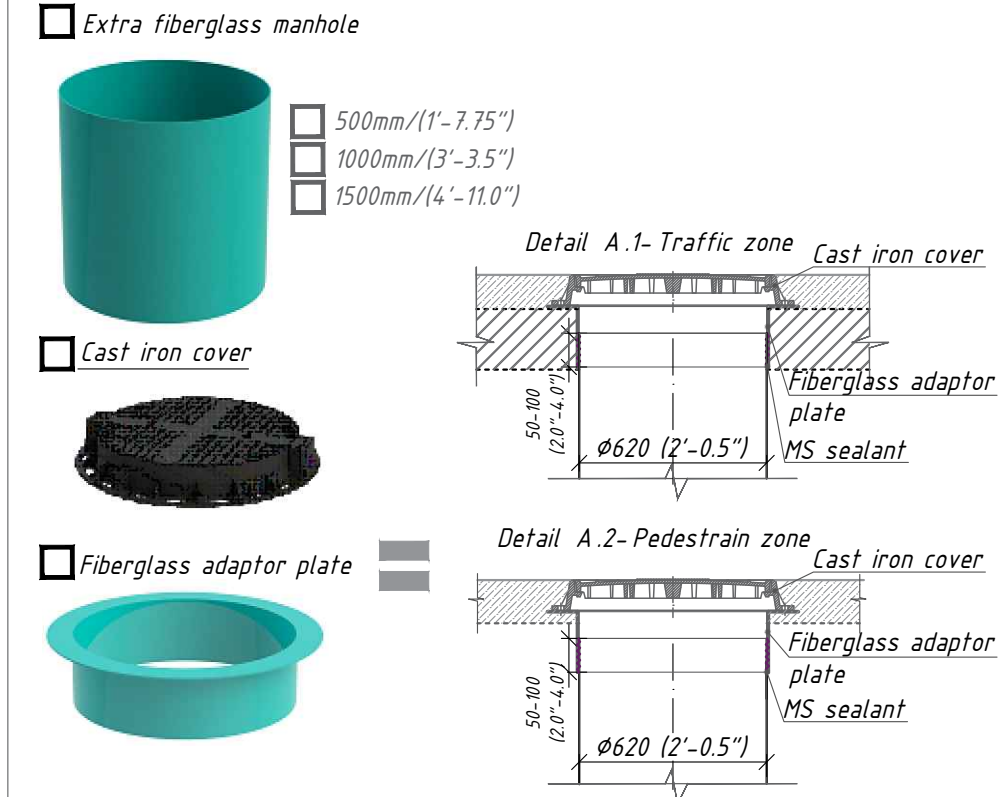 Extra fiberglass manhole
500mm/(1'-7.75")
1000mm/(3'-3.5")
1500mm/(4'-11.0")
Cast iron cover
Fiberglass adaptor plate
Detail A.1- Traffic zone
Cast iron cover
Fiberglass adaptor
plate
MS sealant
50-100
(2.0"-4.0")
Ø620 (2'-0.5")
Detail A.2- Pedestrain zone
Cast iron cover
Fiberglass adaptor
plate
MS sealant
50-100
(2.0"-4.0")
Ø620 (2'-0.5")